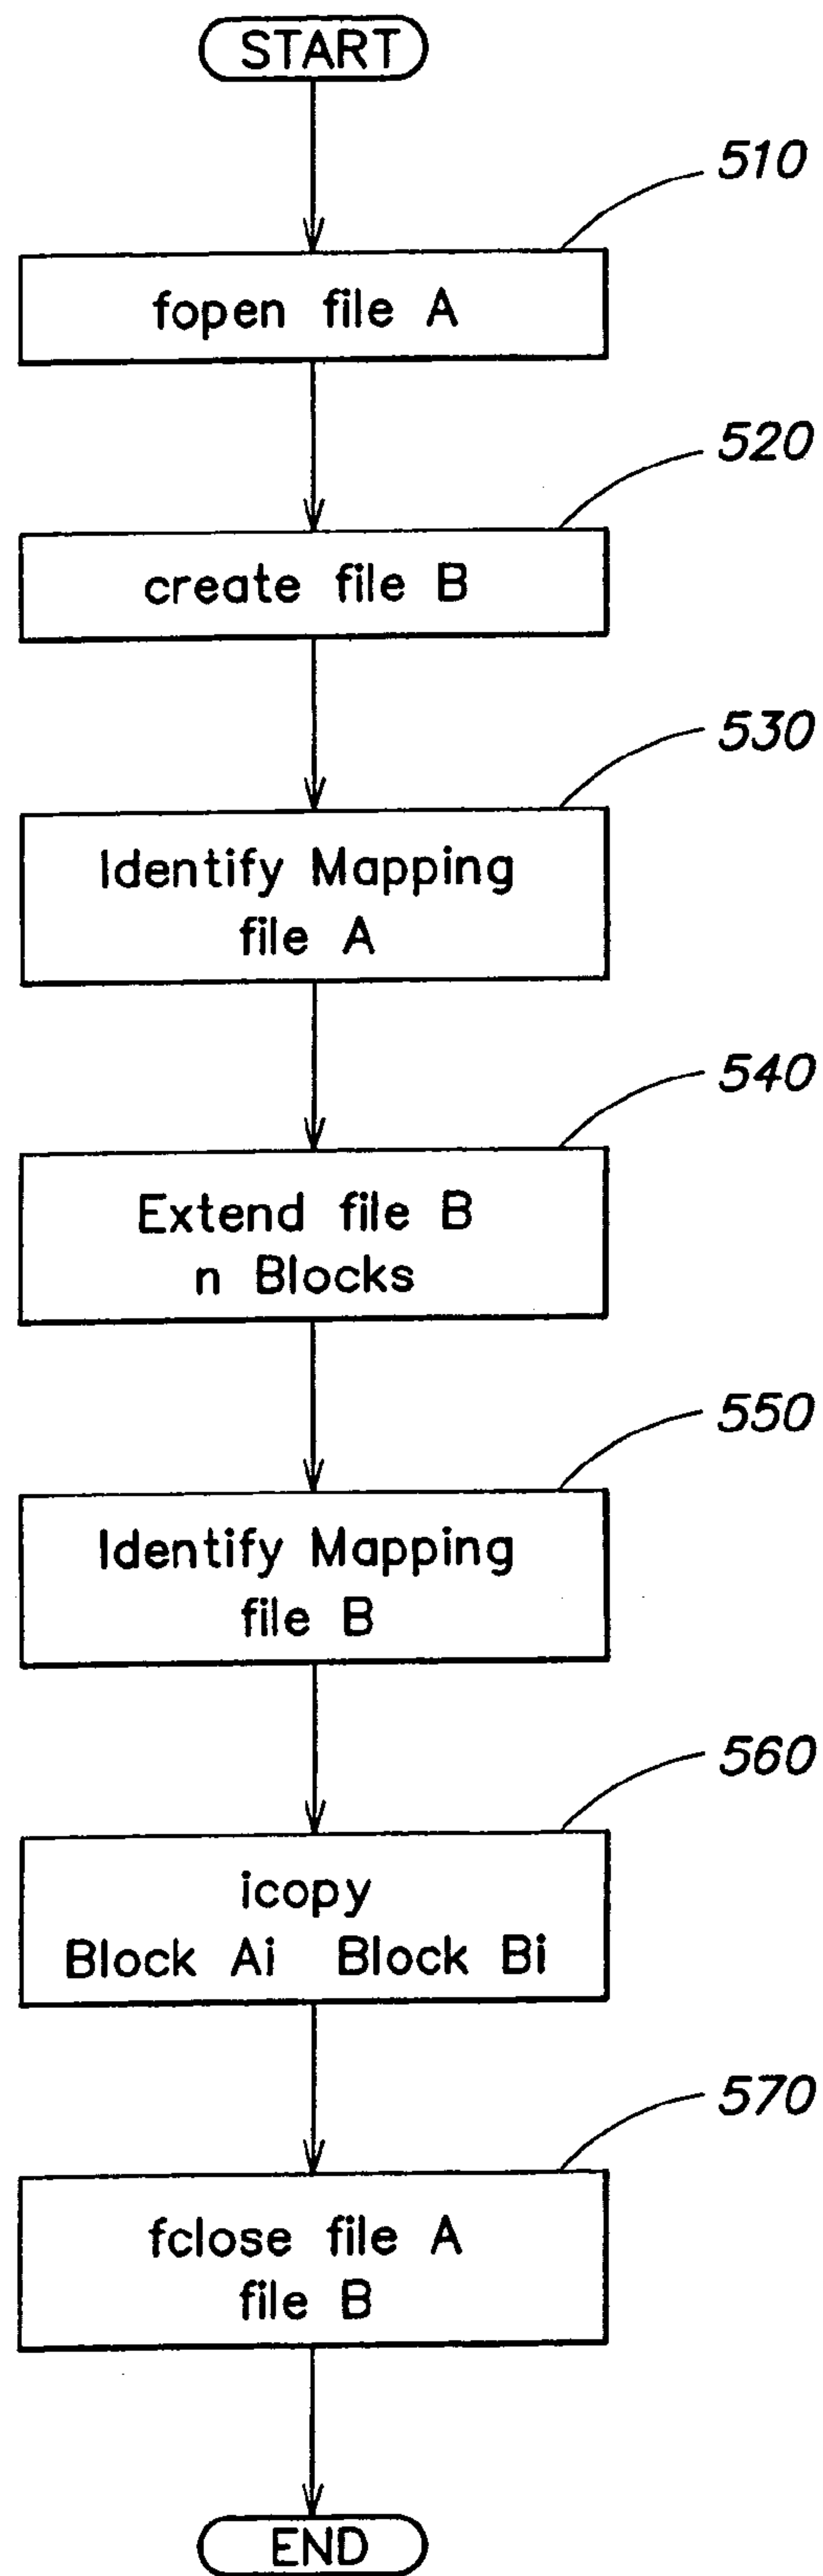 START
510
fopen file A
520
create file B
530
Identify Mapping
file A
540
Extend file B
n Blocks
550
Identify Mapping
file B
560
icopy
Block Ai Block Bi
570
fclose file A
file B
END